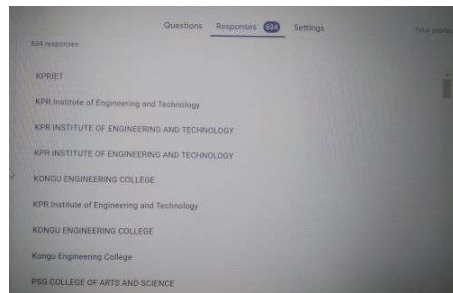 Questions Responses 834 Settings
Total points
834 responses
KPRIET
KPR Institute of Engineering and Technology
KPR INSTITUTE OF ENGINEERING AND TECHNOLOGY
KPR INSTITUTE OF ENGINEERING AND TECHNOLOGY
KONGU ENGINEERING COLLEGE
KPR Institute of Engineering and Technology
KONGU ENGINEERING COLLEGE
Kongu Engineering College
PSG COLLEGE OF ARTS AND SCIENCE